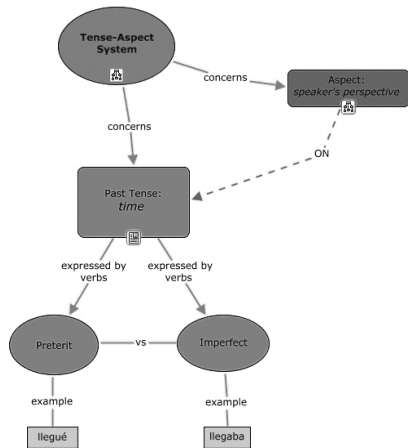 Tense-Aspect
System
concerns
Aspect:
speaker's perspective
concerns
ON
Past Tense:
time
expressed by
verbs
expressed by
verbs
Preterit
vs
Imperfect
example
example
llegué
llegaba